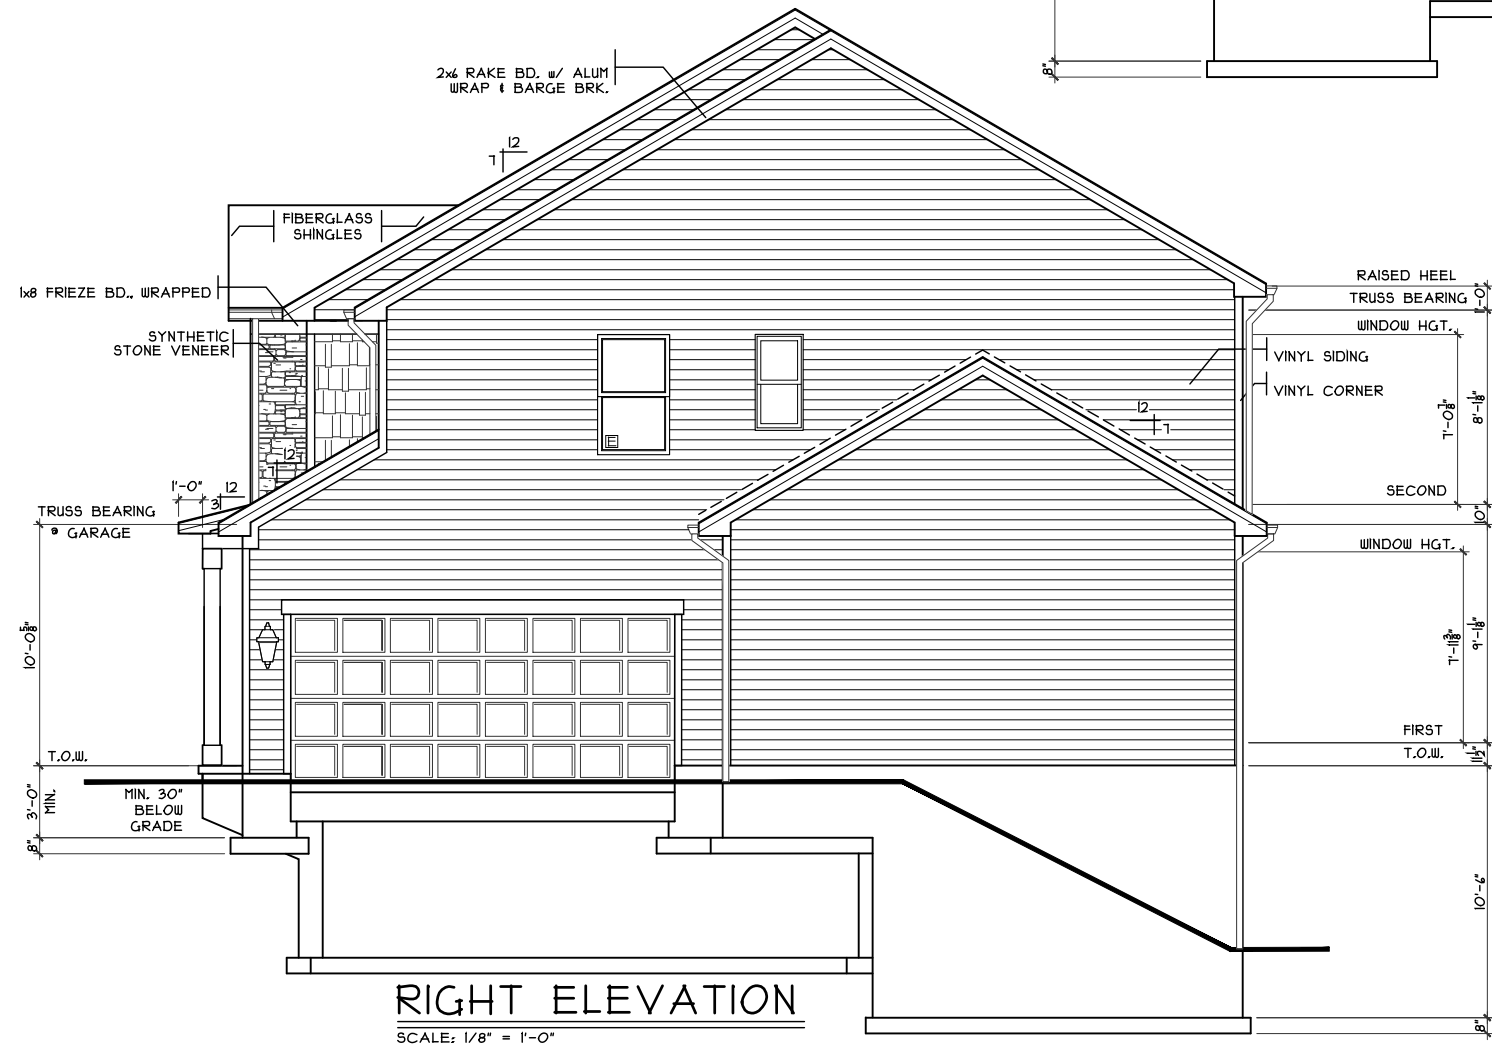 8"
2x6 RAKE BD. w/ ALUM
WRAP & BARGE BRK.
12
7
FIBERGLASS
SHINGLES
RAISED HEEL
1'-0"
1x8 FRIEZE BD., WRAPPED
TRUSS BEARING
WINDOW HGT.
SYNTHETIC
STONE VENEER
VINYL SIDING
VINYL CORNER
7'-0 7/8"
8'-1 1/8"
12
7
E
12
7
1'-0"
12
3
SECOND
10"
TRUSS BEARING
@ GARAGE
WINDOW HGT.
10'-0 5/8"
7'-11 3/8"
9'-1 1/8"
FIRST
T.O.W.
11 1/2"
T.O.W.
3'-0"
MIN.
MIN. 30"
BELOW
GRADE
8"
10'-6"
RIGHT ELEVATION
SCALE: 1/8" = 1'-0"
8"